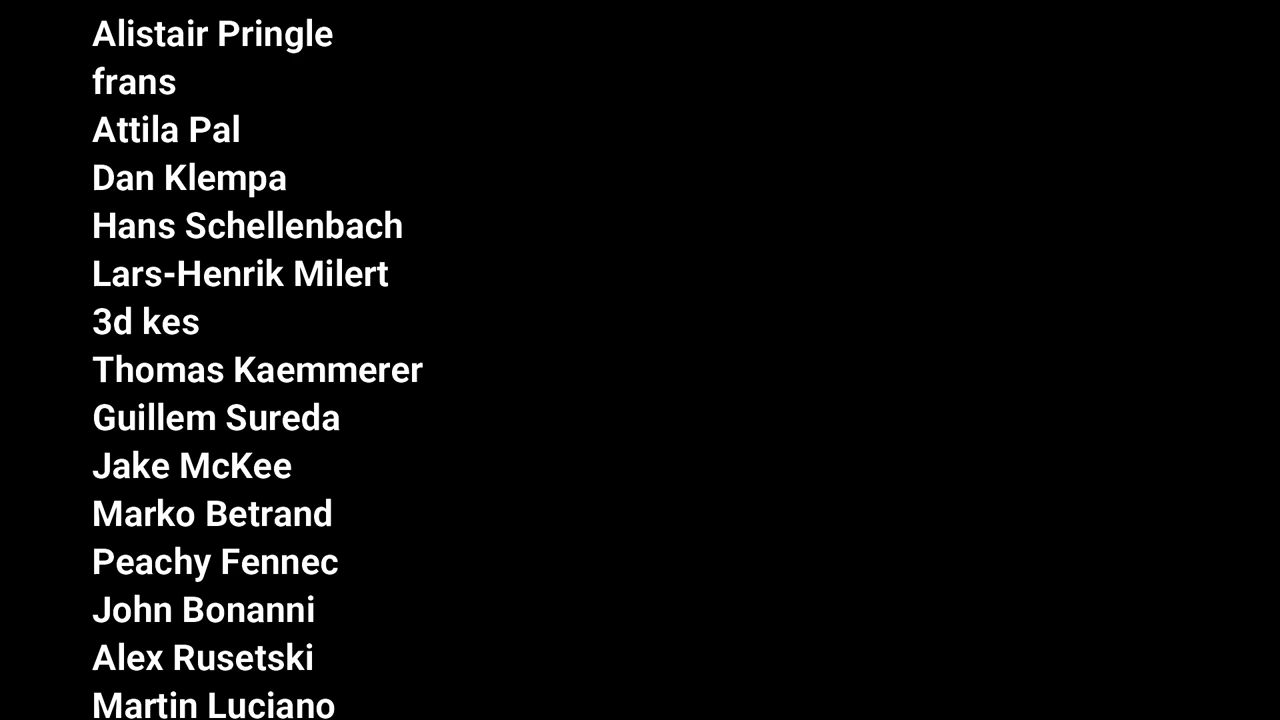 Alistair Pringle
frans
Attila Pal
Dan Klempa
Hans Schellenbach
Lars-Henrik Milert
3d kes
Thomas Kaemmerer
Guillem Sureda
Jake McKee
Marko Betrand
Peachy Fennec
John Bonanni
Alex Rusetski
Martin Luciano